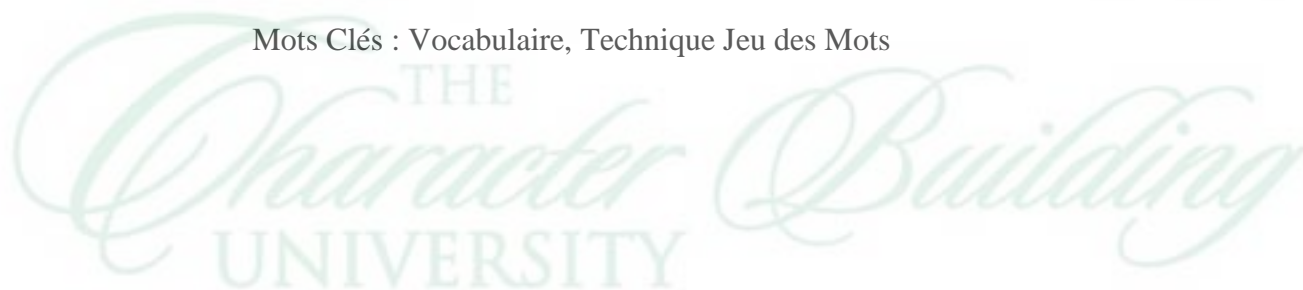 Mots Clés : Vocabulaire, Technique Jeu des Mots
THE
Character Building
UNIVERSITY